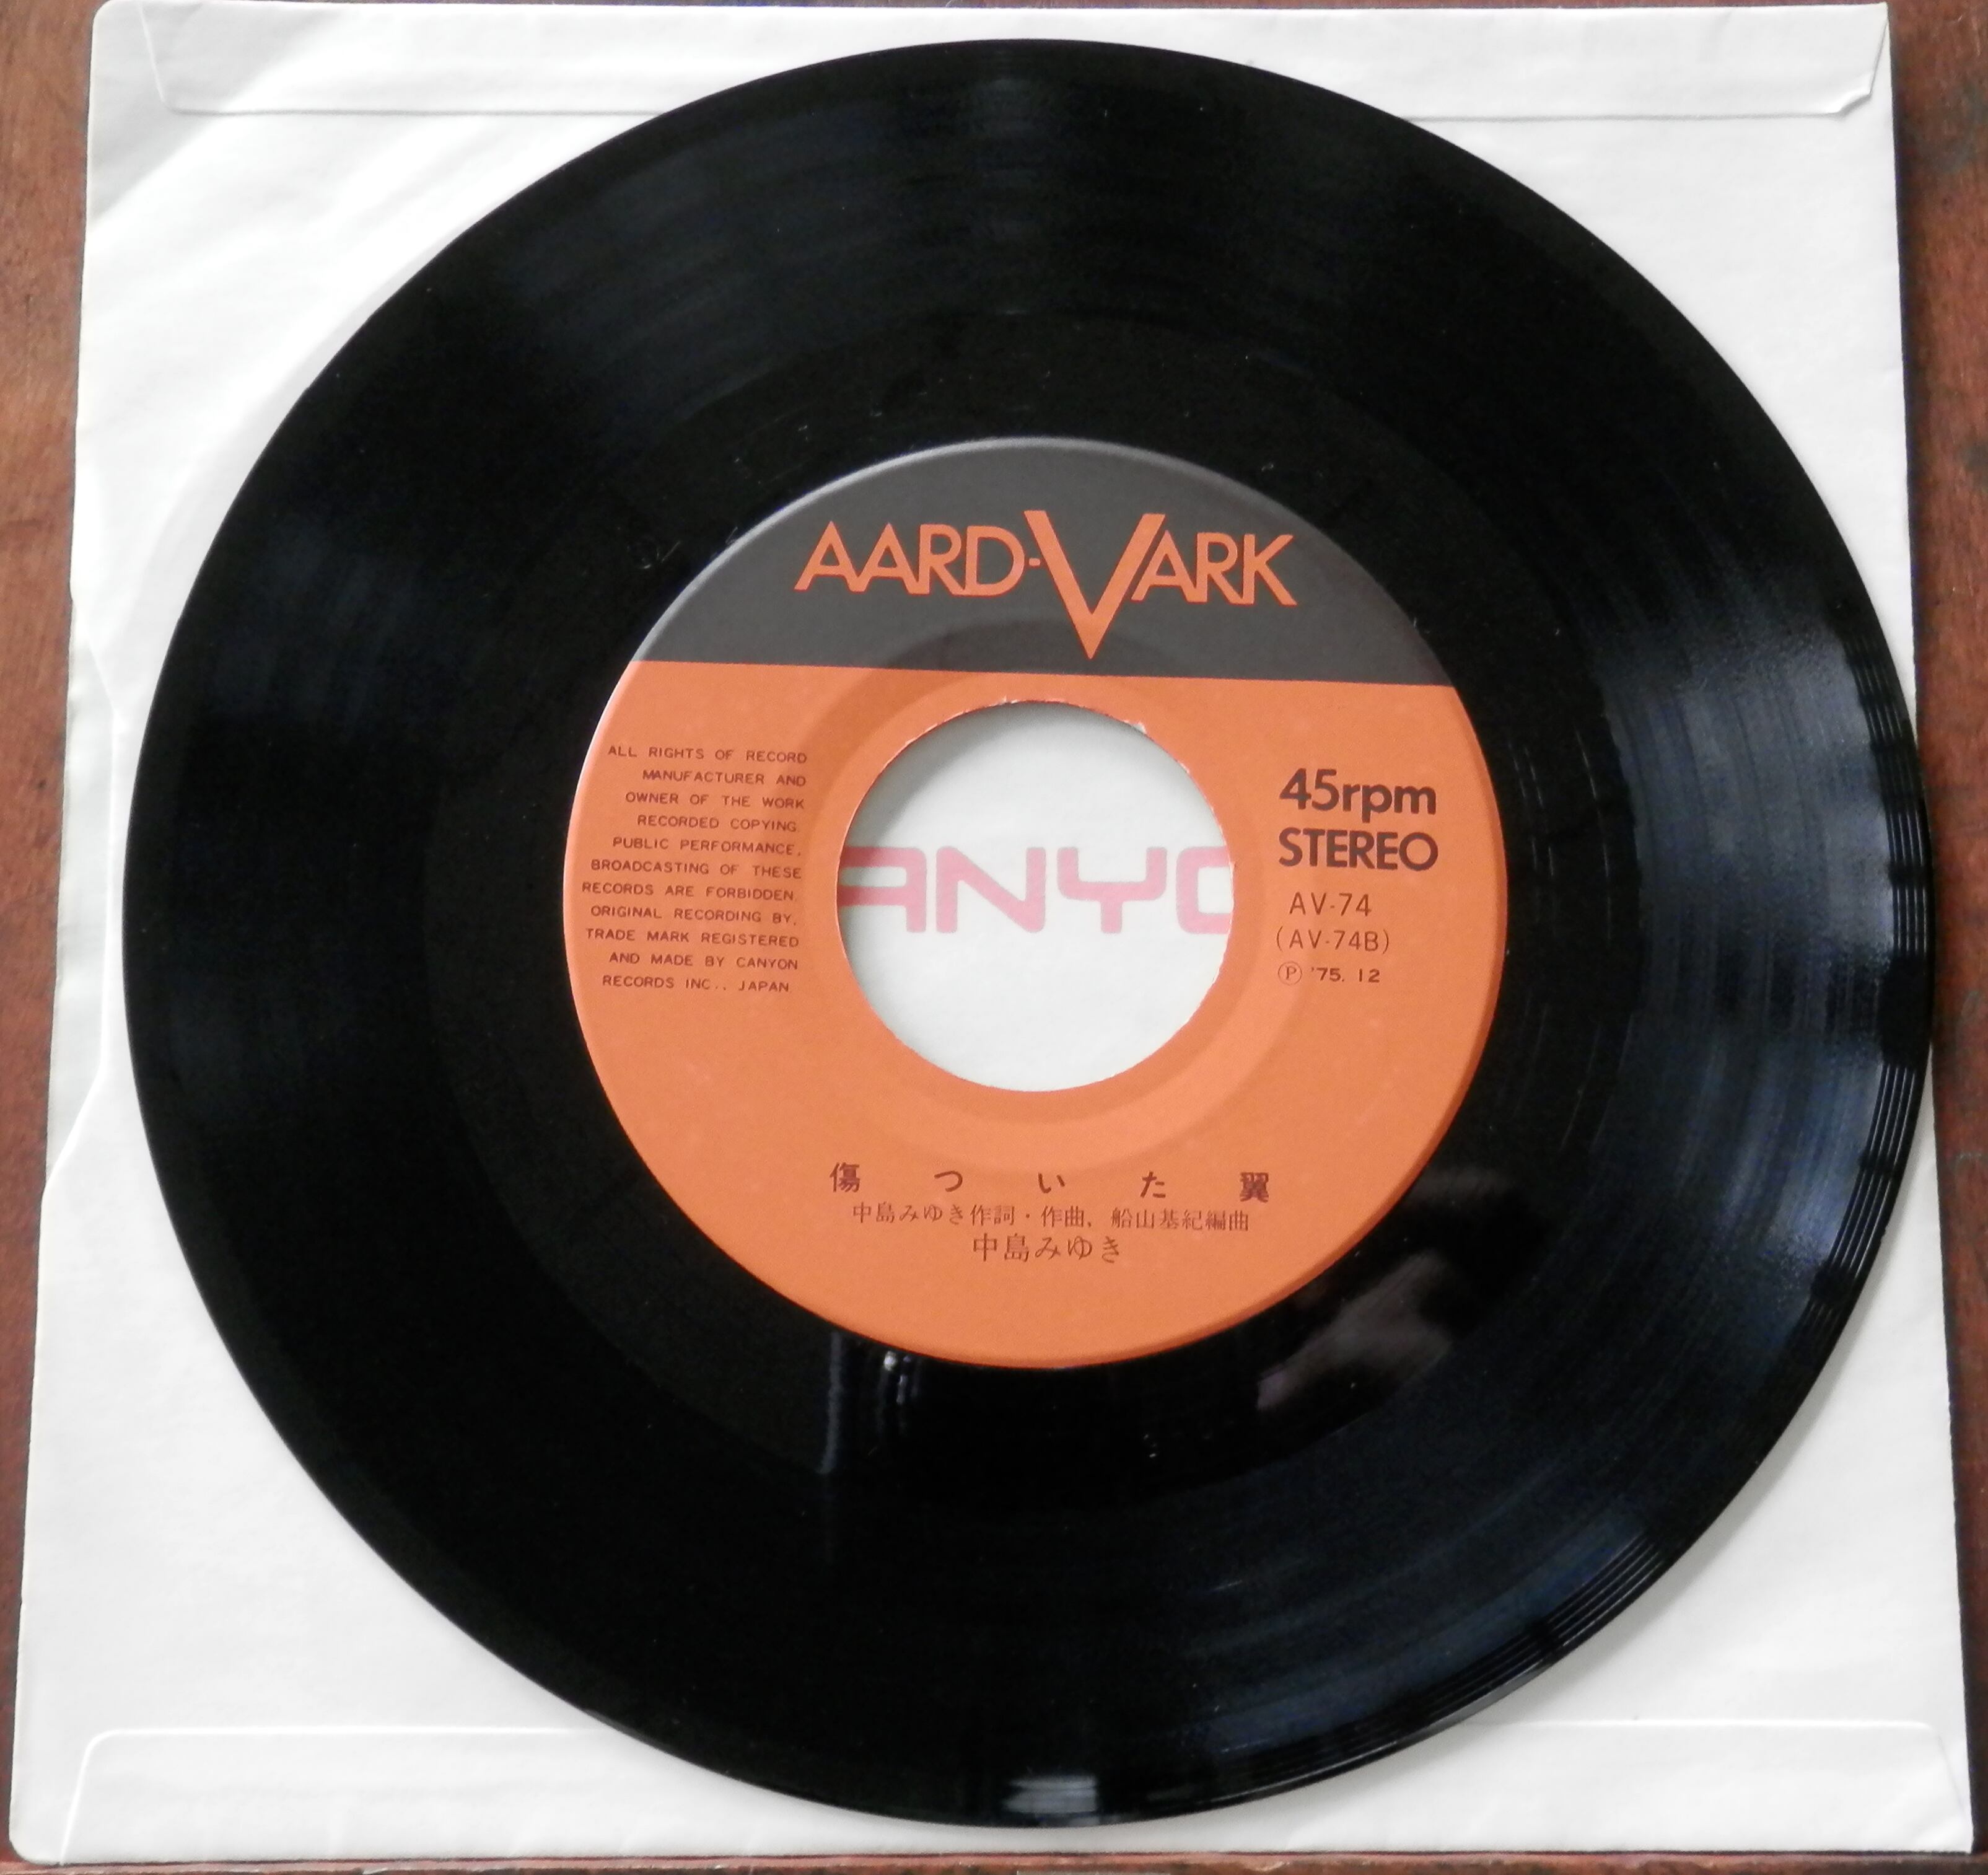 AARD-VARK
ALL RIGHTS OF RECORD
MANUFACTURER AND
OWNER OF THE WORK
RECORDED COPYING.
PUBLIC PERFORMANCE,
BROADCASTING OF THESE
RECORDS ARE FORBIDDEN.
ORIGINAL RECORDING BY,
TRADE MARK REGISTERED
AND MADE BY CANYON
RECORDS INC., JAPAN
ANYO
45rpm
STEREO
AV-74
(AV-74B)
Ⓟ '75. 12
傷ついた翼
中島みゆき作詞・作曲、船山基紀編曲
中島みゆき